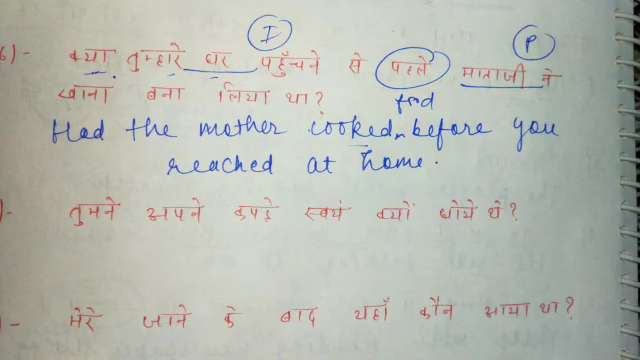 I P
6)- क्या तुम्हारे घर पहुँचने से पहले माताजी ने
खाना बना लिया था?
food
Had the mother cooked, before you
reached at home.
)- तुमने अपने कपड़े स्वयं क्यों धोये थे?
)- मेरे जाने के बाद यहाँ कौन आया था?